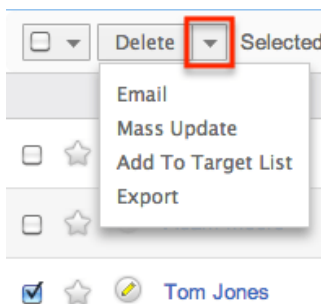 Delete Selected
Email
Mass Update
Add To Target List
Export
Tom Jones